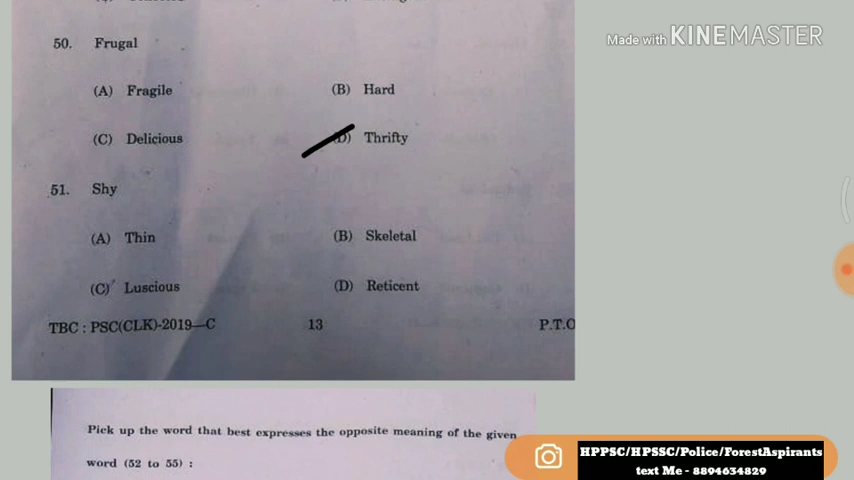 Made with KINEMASTER
50. Frugal
(A) Fragile (B) Hard
(C) Delicious (D) Thrifty
51. Shy
(A) Thin (B) Skeletal
(C) Luscious (D) Reticent
TBC : PSC(CLK)-2019—C 13 P.T.O
Pick up the word that best expresses the opposite meaning of the given
word (52 to 55) :
HPPSC/HPSSC/Police/ForestAspirants
text Me - 8894634829